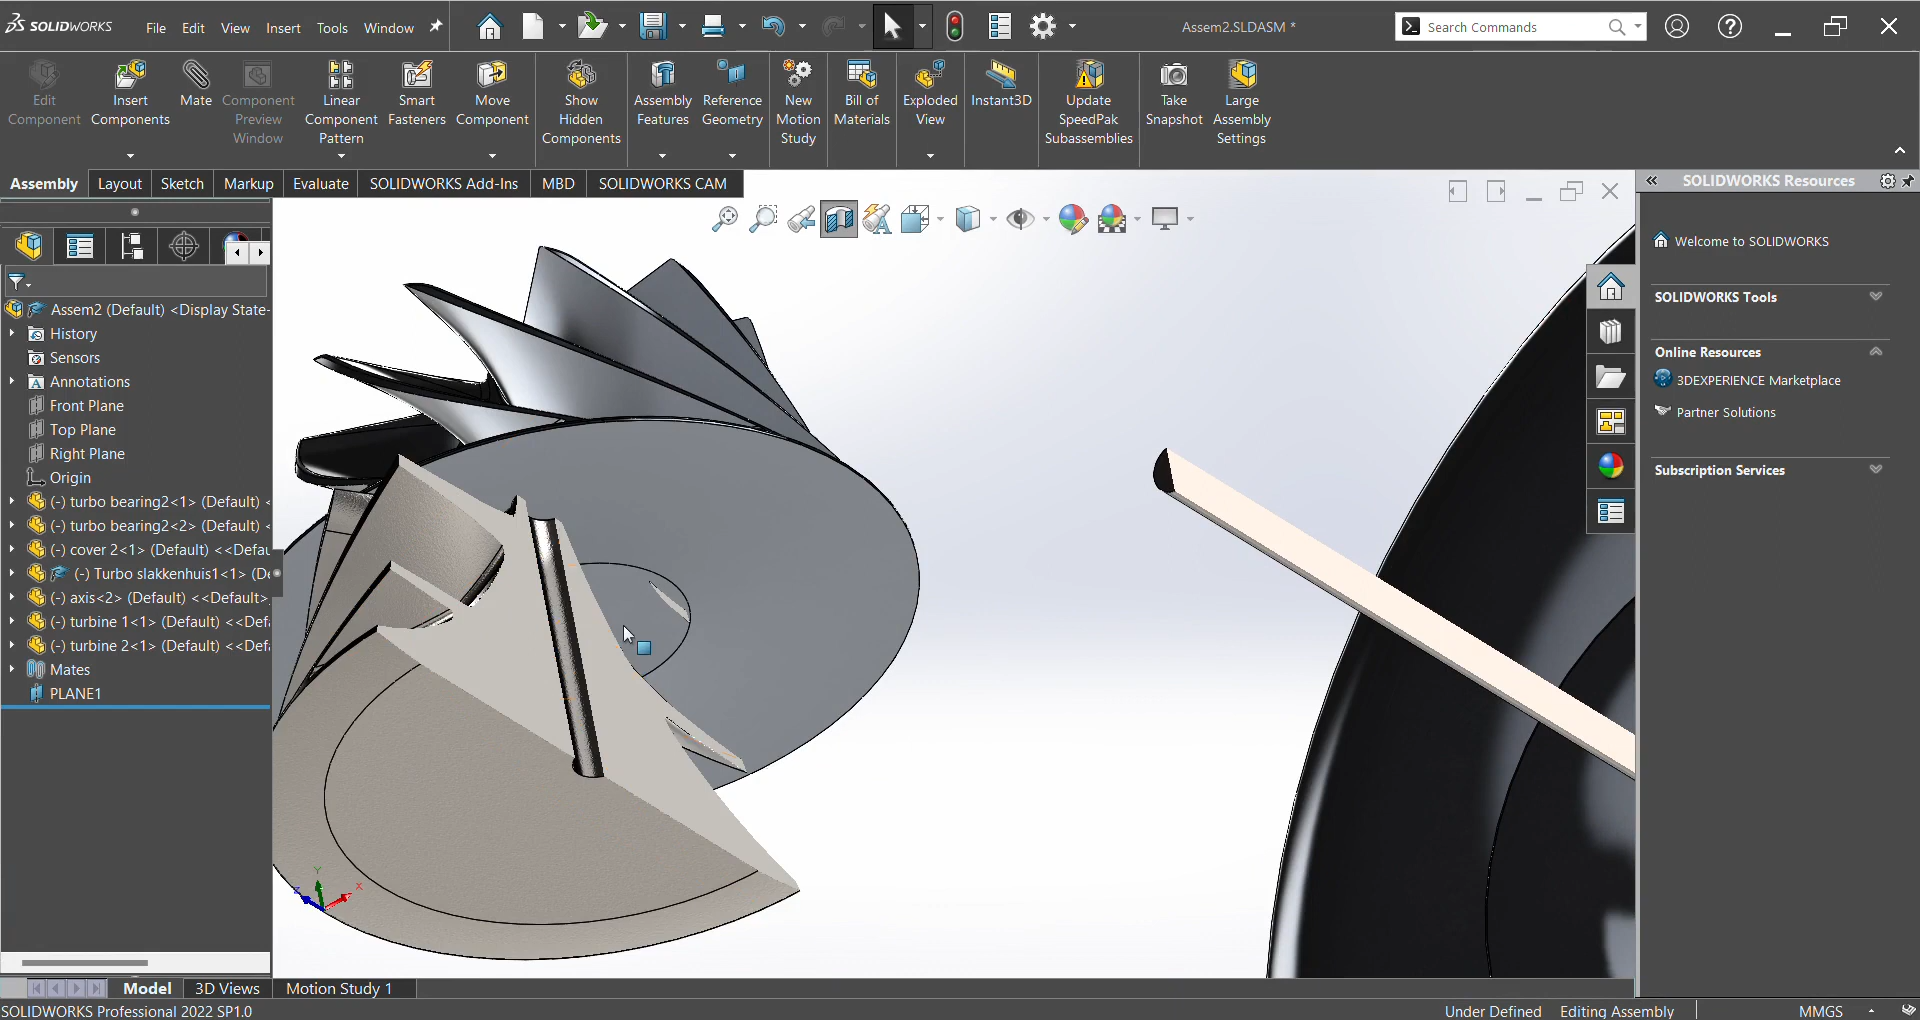 SOLIDWORKS
File Edit View Insert Tools Window
Assem2.SLDASM *
Search Commands
Edit Component
Insert Components
Mate
Component Preview Window
Linear Component Pattern
Smart Fasteners
Move Component
Show Hidden Components
Assembly Features
Reference Geometry
New Motion Study
Bill of Materials
Exploded View
Instant3D
Update SpeedPak Subassemblies
Take Snapshot
Large Assembly Settings
Assembly Layout Sketch Markup Evaluate SOLIDWORKS Add-Ins MBD SOLIDWORKS CAM
Assem2 (Default) <Display State-
History
Sensors
Annotations
Front Plane
Top Plane
Right Plane
Origin
(-) turbo bearing2<1> (Default) <
(-) turbo bearing2<2> (Default) <
(-) cover 2<1> (Default) <<Defau
(-) Turbo slakkenhuis1<1> (De
(-) axis<2> (Default) <<Default>
(-) turbine 1<1> (Default) <<Def
(-) turbine 2<1> (Default) <<Def
Mates
PLANE1
Y
X
Z
SOLIDWORKS Resources
Welcome to SOLIDWORKS
SOLIDWORKS Tools
Online Resources
3DEXPERIENCE Marketplace
Partner Solutions
Subscription Services
Model 3D Views Motion Study 1
SOLIDWORKS Professional 2022 SP1.0
Under Defined Editing Assembly MMGS